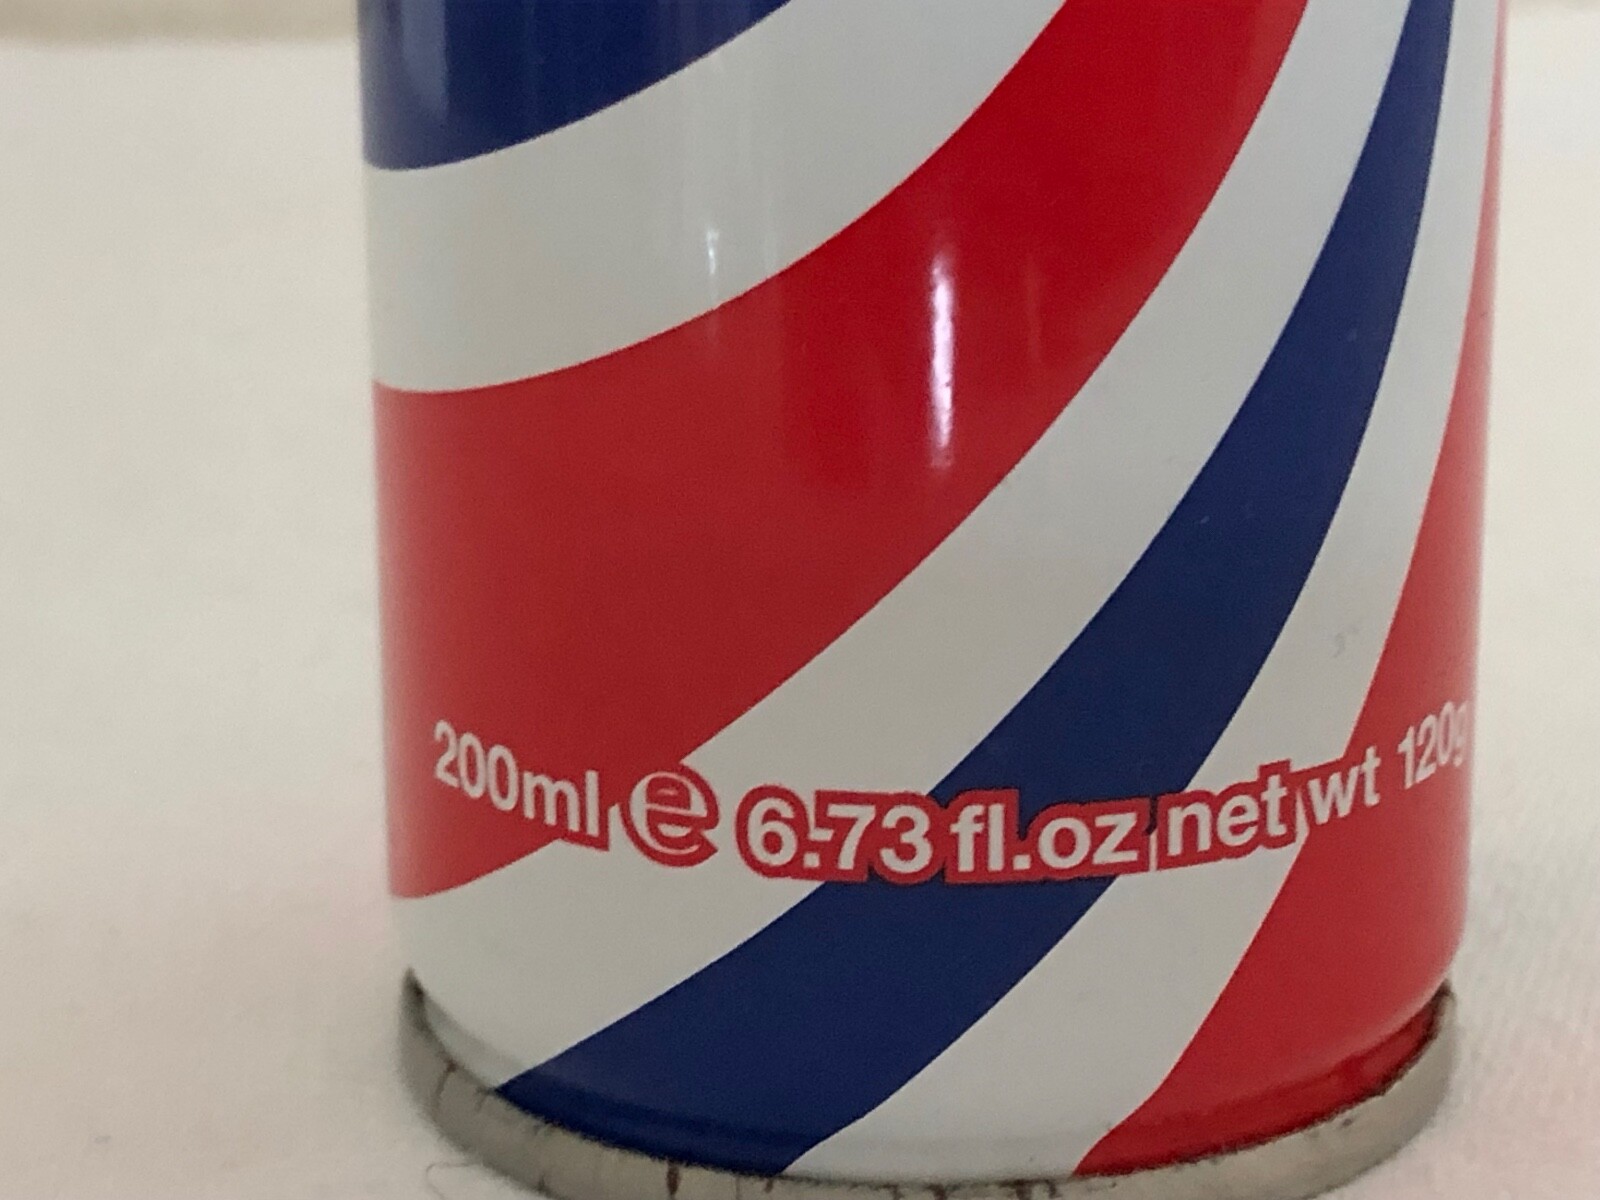 200ml ℮ 6.73 fl.oz net wt 120g